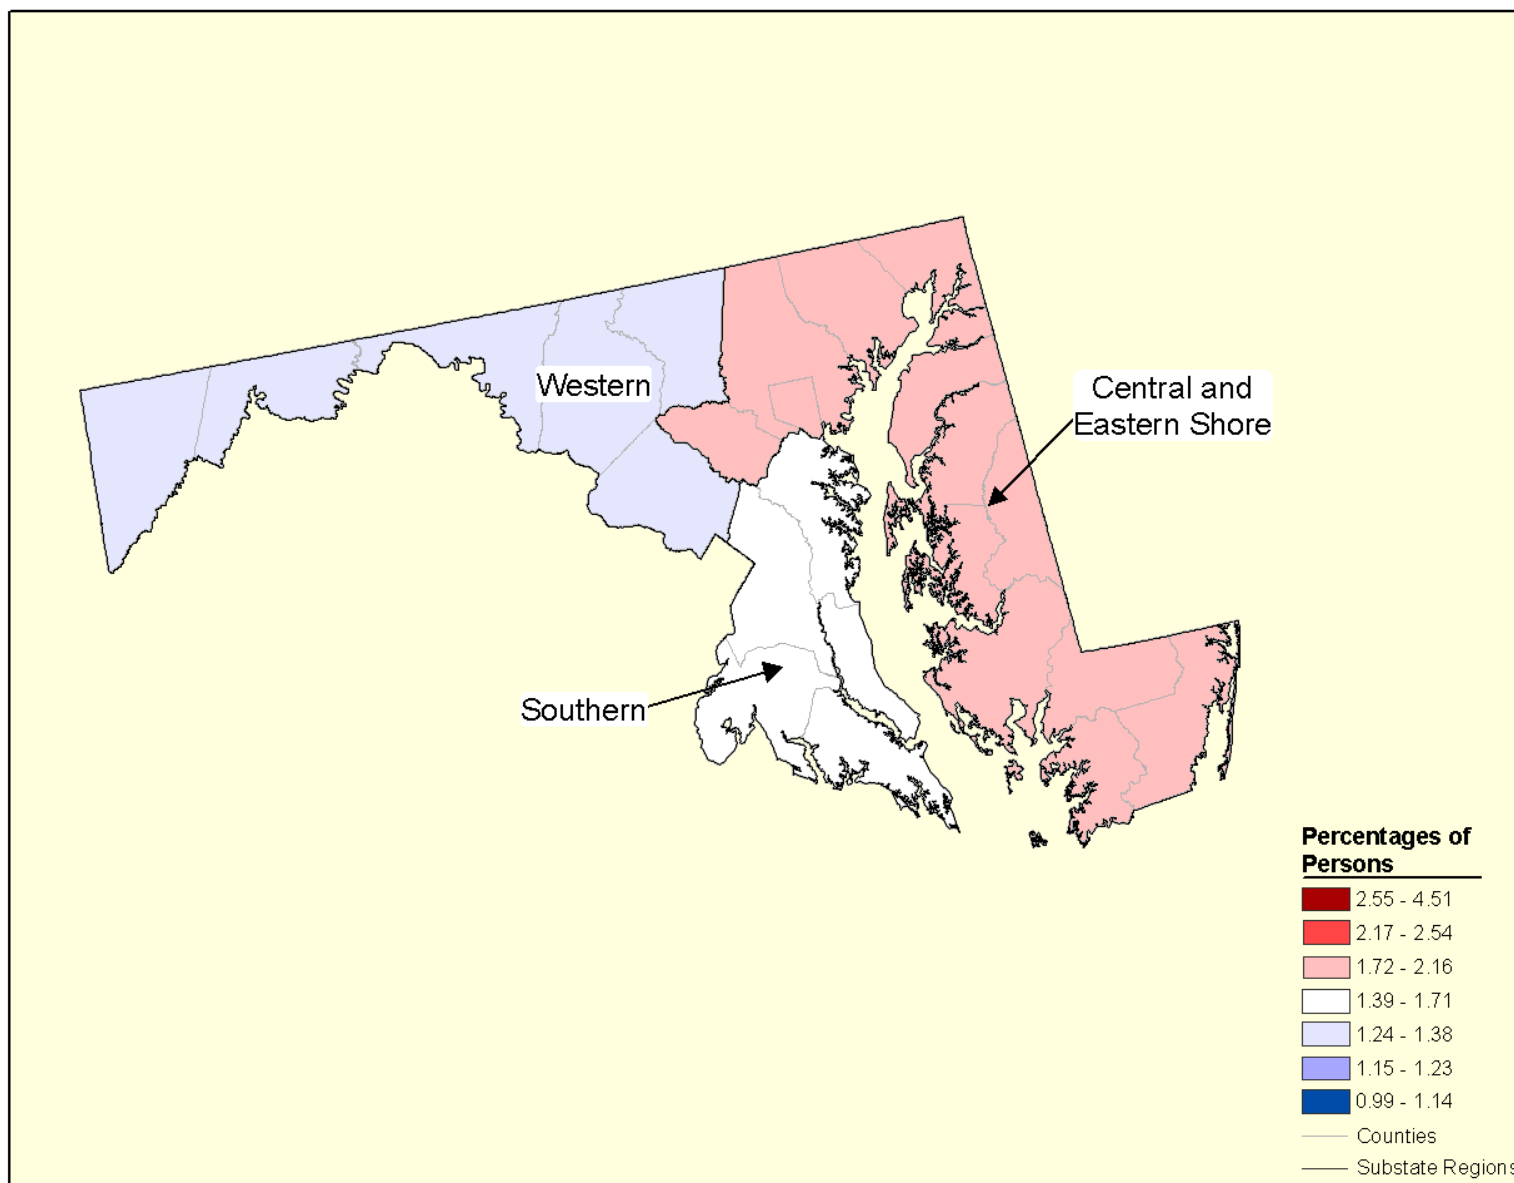 Western
Central and
Eastern Shore
Southern
Percentages of
Persons
2.55 - 4.51
2.17 - 2.54
1.72 - 2.16
1.39 - 1.71
1.24 - 1.38
1.15 - 1.23
0.99 - 1.14
Counties
Substate Regions